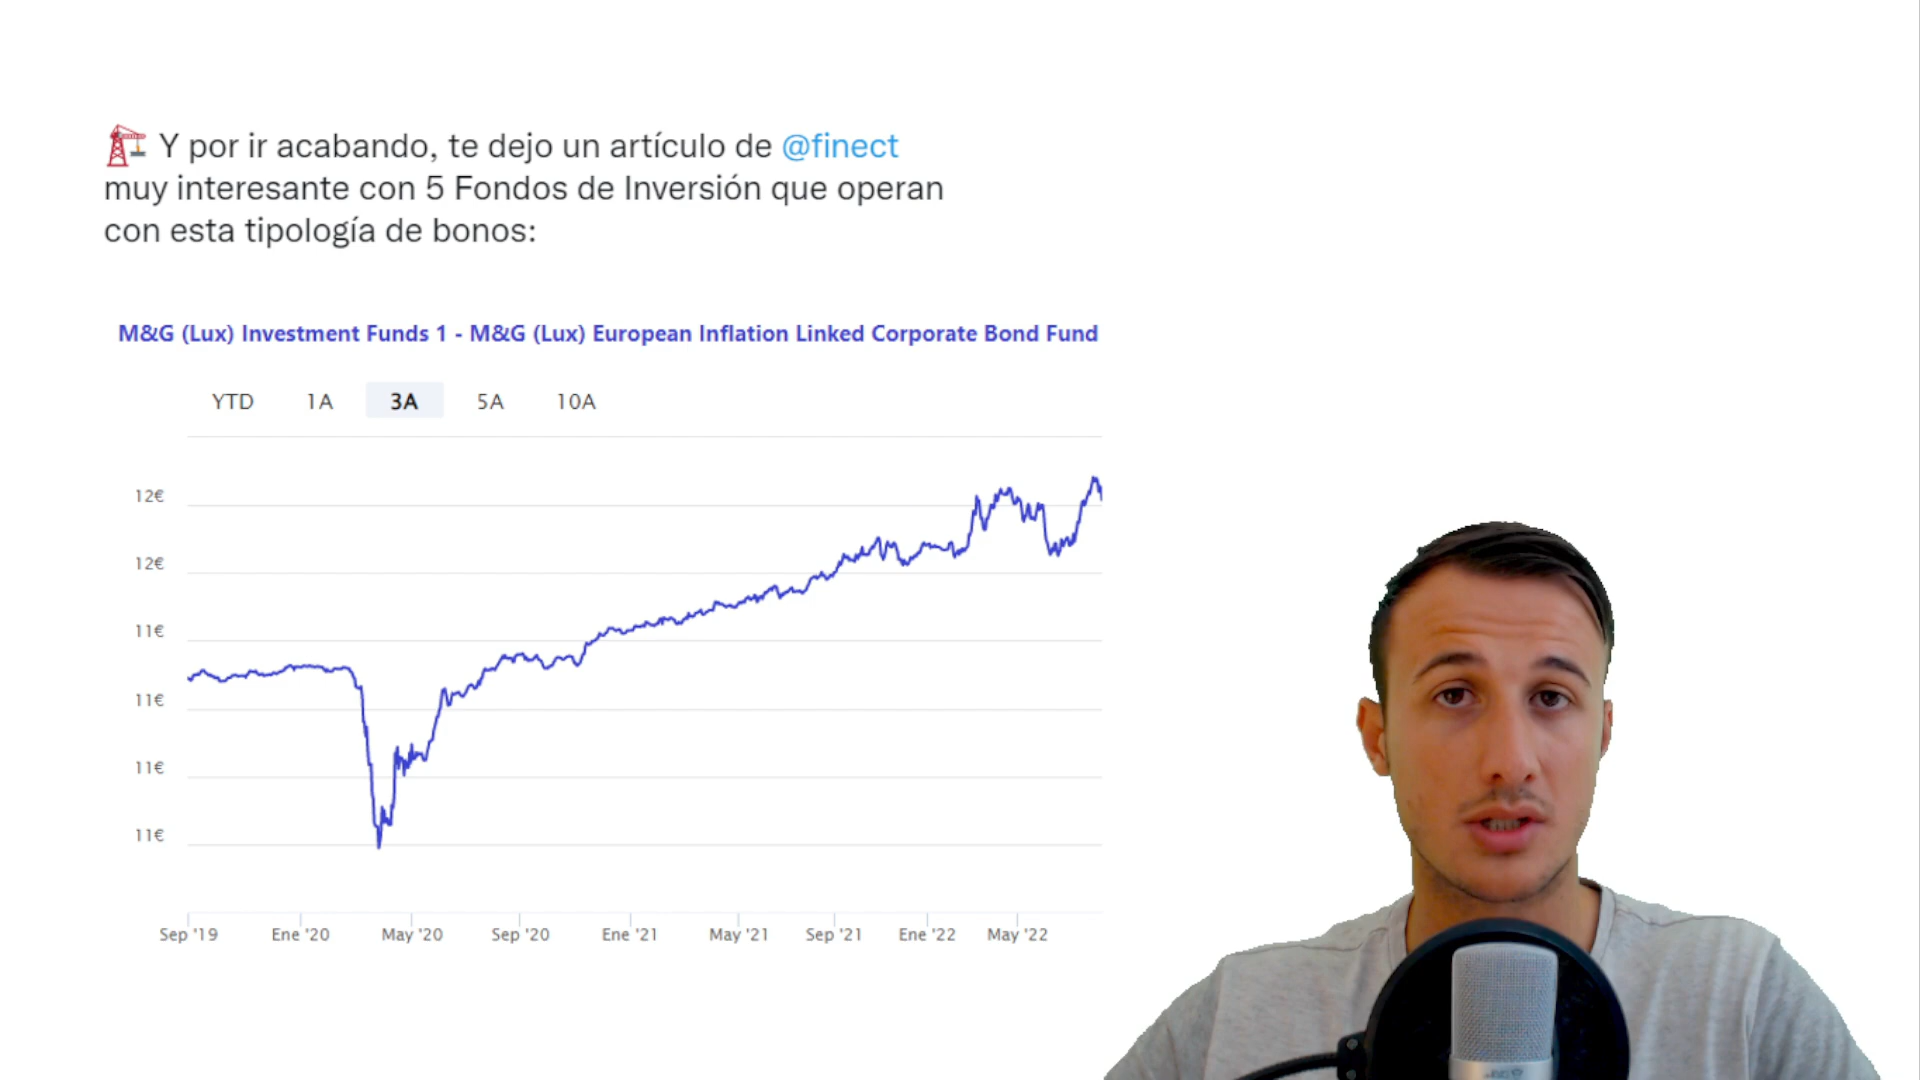 Y por ir acabando, te dejo un artículo de @finect
muy interesante con 5 Fondos de Inversión que operan
con esta tipología de bonos:
M&G (Lux) Investment Funds 1 - M&G (Lux) European Inflation Linked Corporate Bond Fund
YTD 1A 3A 5A 10A
12€
12€
11€
11€
11€
11€
Sep '19 Ene '20 May '20 Sep '20 Ene '21 May '21 Sep '21 Ene '22 May '22